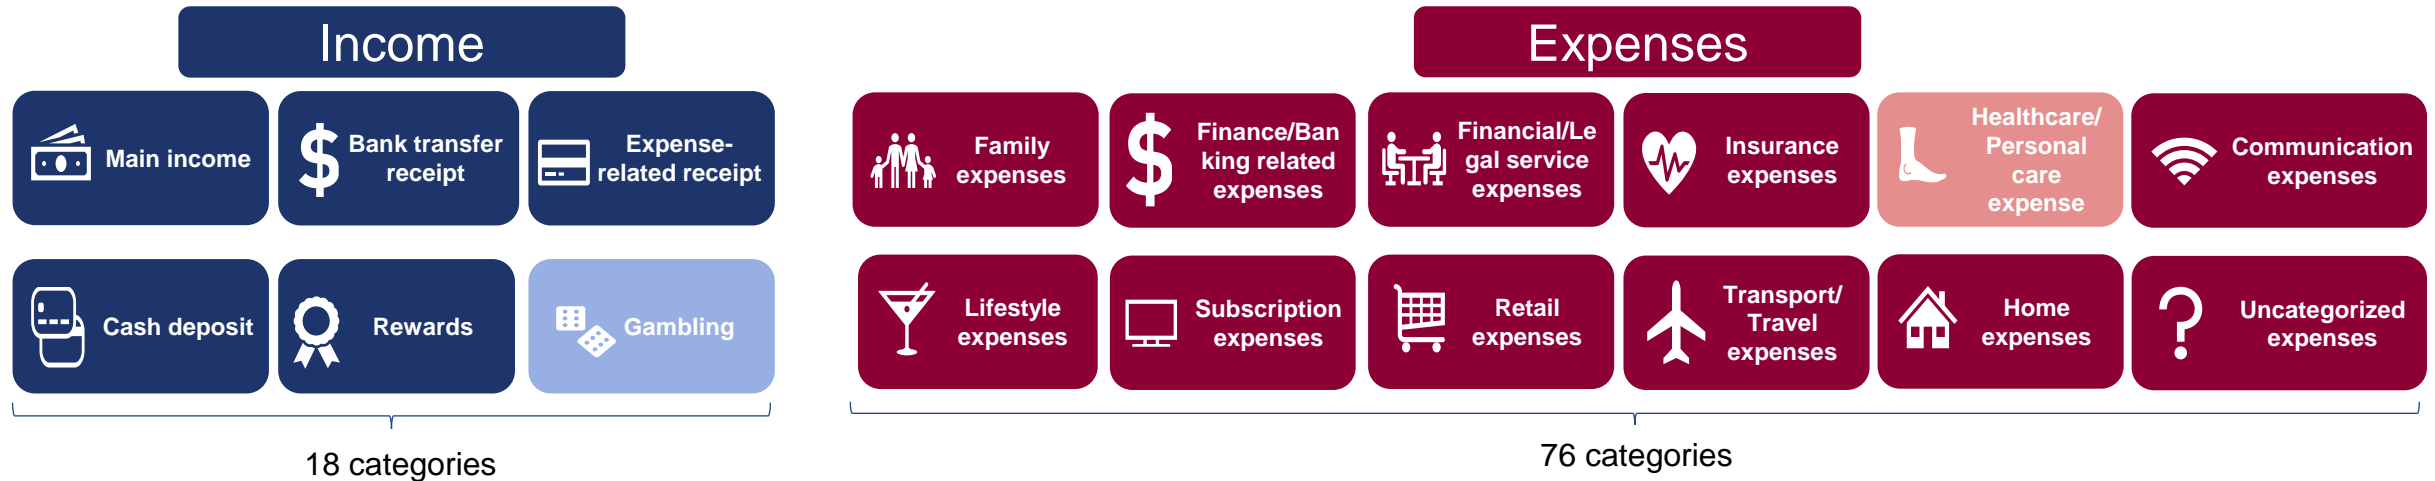 Income
Main income
Bank transfer
receipt
Expense-
related receipt
Cash deposit
Rewards
Gambling
18 categories
Expenses
Family
expenses
Finance/Ban
king related
expenses
Financial/Le
gal service
expenses
Insurance
expenses
Healthcare/
Personal
care
expense
Communication
expenses
Lifestyle
expenses
Subscription
expenses
Retail
expenses
Transport/
Travel
expenses
Home
expenses
Uncategorized
expenses
76 categories